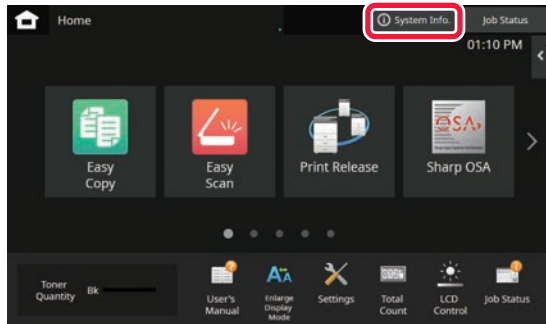 Home
System Info.
Job Status
01:10 PM
Easy
Copy
Easy
Scan
Print Release
OSA
Sharp OSA
Toner
Quantity
Bk
User's
Manual
Enlarge
Display
Mode
Settings
Total
Count
LCD
Control
Job Status